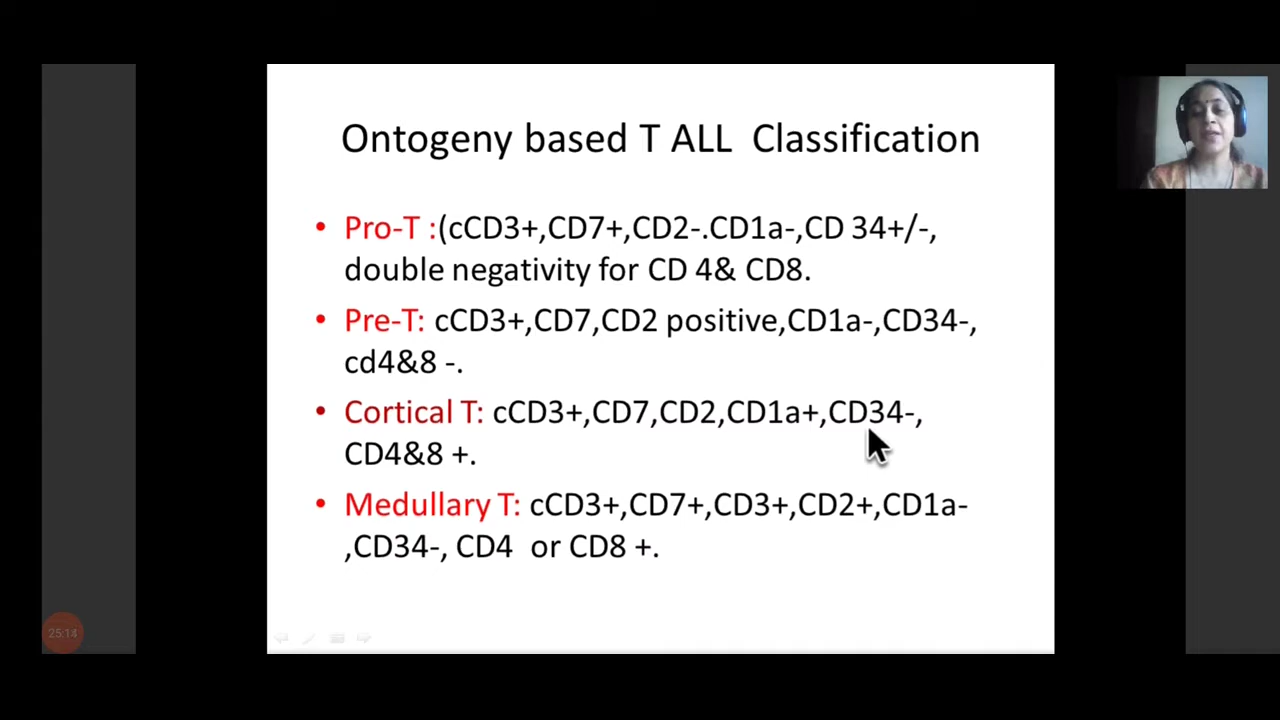 Ontogeny based T ALL Classification
• Pro-T :(cCD3+,CD7+,CD2-.CD1a-,CD 34+/-,
double negativity for CD 4& CD8.
• Pre-T: cCD3+,CD7,CD2 positive,CD1a-,CD34-,
cd4&8 -.
• Cortical T: cCD3+,CD7,CD2,CD1a+,CD34-,
CD4&8 +.
• Medullary T: cCD3+,CD7+,CD3+,CD2+,CD1a-
,CD34-, CD4 or CD8 +.
25:14